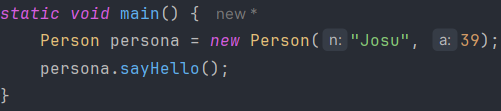 static void main() { new *
Person persona = new Person( n: "Josu", a: 39);
persona.sayHello();
}